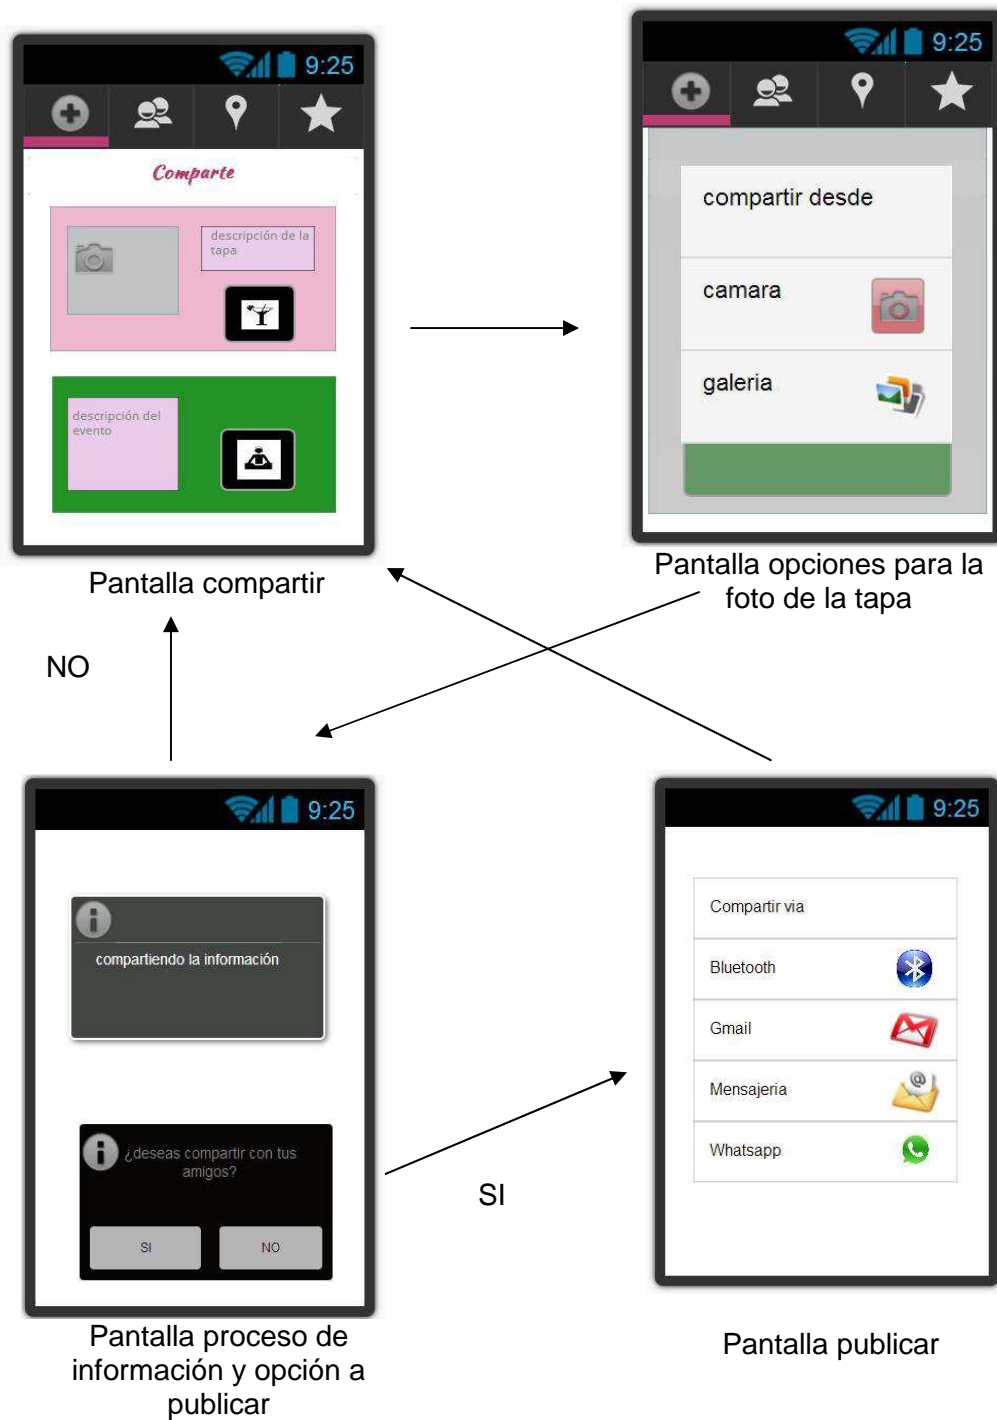 9:25
Comparte
descripción de la
tapa
descripción del
evento
Pantalla compartir
9:25
compartir desde
camara
galeria
Pantalla opciones para la
foto de la tapa
NO
9:25
compartiendo la información
¿deseas compartir con tus
amigos?
SI
NO
Pantalla proceso de
información y opción a
publicar
SI
9:25
Compartir via
Bluetooth
Gmail
Mensajeria
Whatsapp
Pantalla publicar